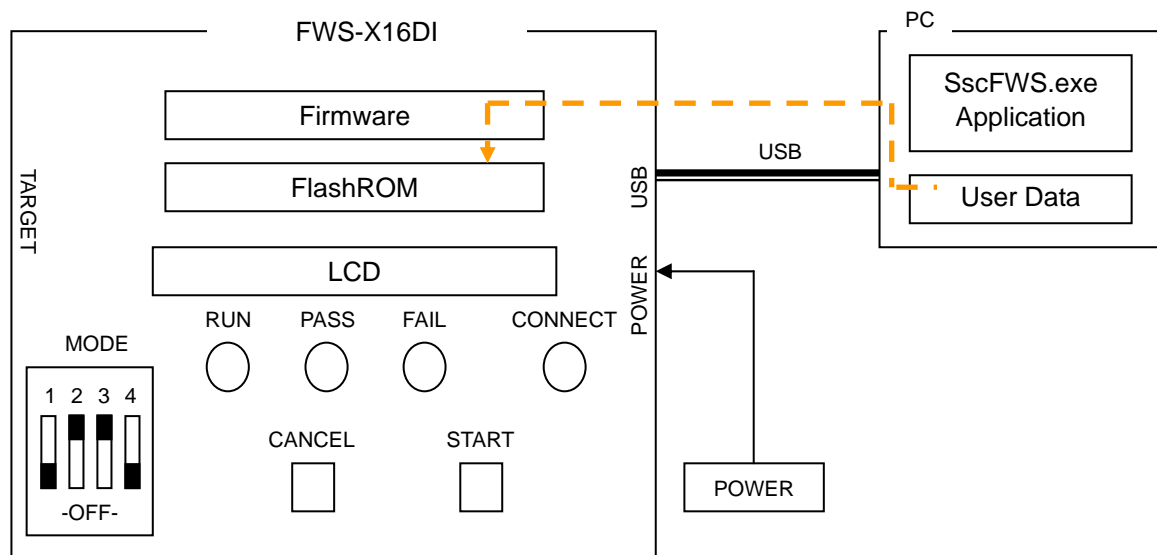 FWS-X16DI
PC
Firmware
SscFWS.exe
Application
USB
FlashROM
User Data
TARGET
USB
LCD
POWER
RUN PASS FAIL CONNECT
MODE
1 2 3 4
CANCEL START
POWER
-OFF-